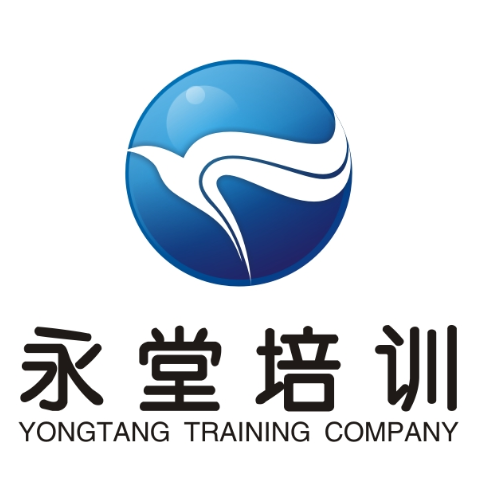 永堂培训
YONGTANG TRAINING COMPANY